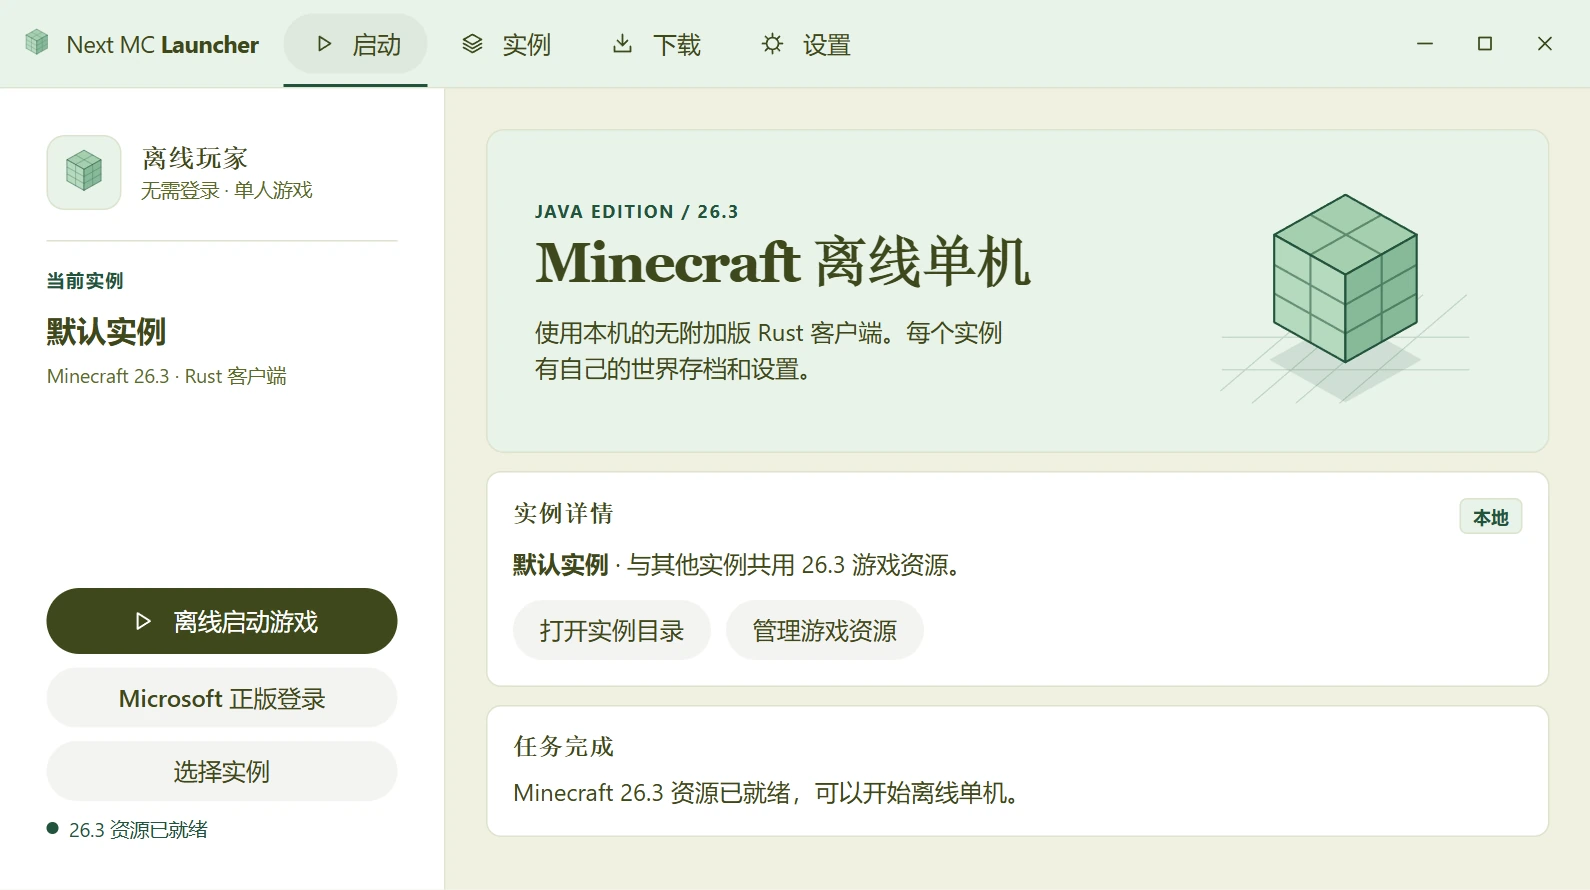 Next MC Launcher
启动
实例
下载
设置
离线玩家
无需登录 · 单人游戏
当前实例
默认实例
Minecraft 26.3 · Rust 客户端
离线启动游戏
Microsoft 正版登录
选择实例
26.3 资源已就绪
JAVA EDITION / 26.3
Minecraft 离线单机
使用本机的无附加版 Rust 客户端。每个实例
有自己的世界存档和设置。
实例详情
本地
默认实例 · 与其他实例共用 26.3 游戏资源。
打开实例目录
管理游戏资源
任务完成
Minecraft 26.3 资源已就绪，可以开始离线单机。